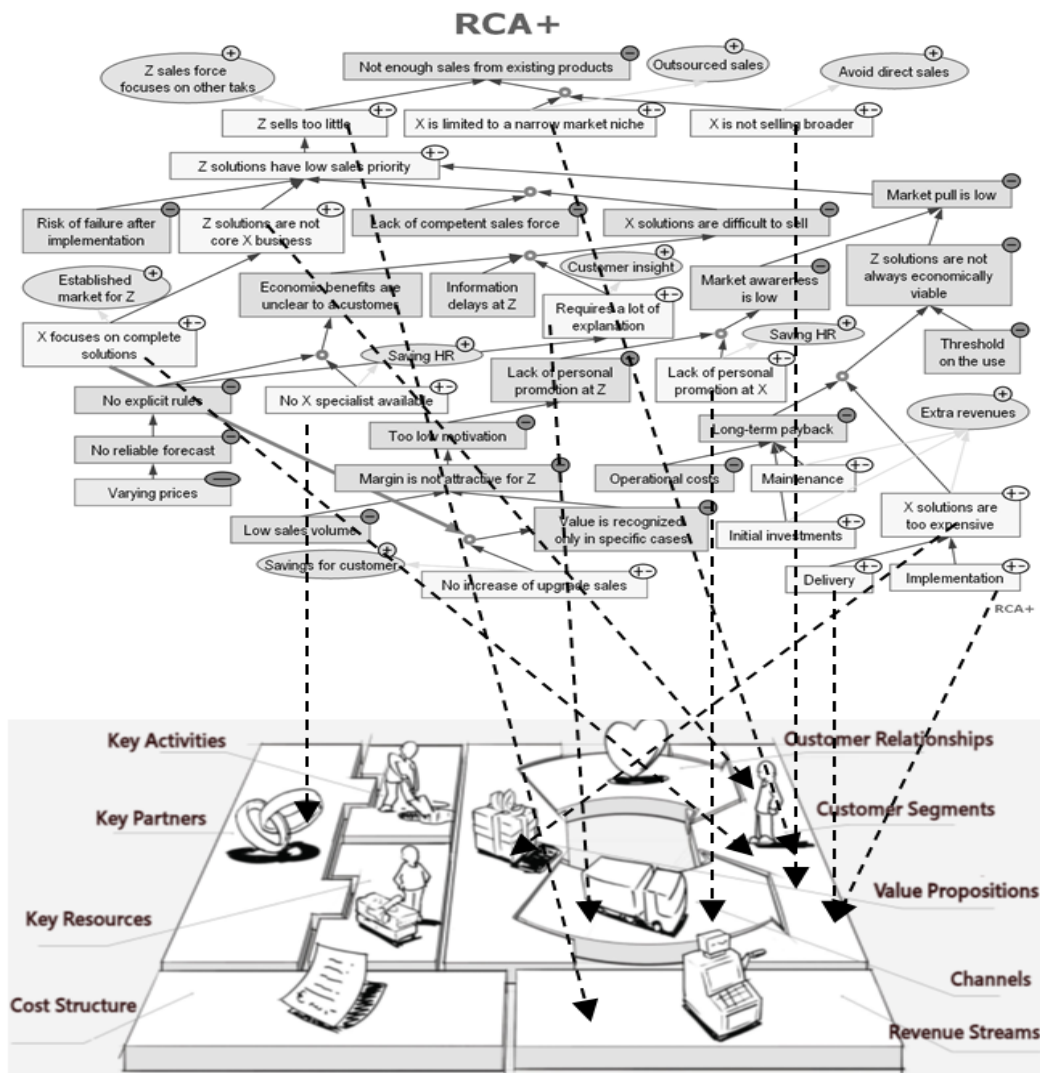 RCA+
Z sales force
focuses on other taks
Not enough sales from existing products
Outsourced sales
Avoid direct sales
Z sells too little
X is limited to a narrow market niche
X is not selling broader
Z solutions have low sales priority
Market pull is low
Risk of failure after
implementation
Z solutions are not
core X business
Lack of competent sales force
X solutions are difficult to sell
Established
market for Z
Economic benefits are
unclear to a customer
Information
delays at Z
Customer insight
Requires a lot of
explanation
Market awareness
is low
Z solutions are not
always economically
viable
X focuses on complete
solutions
Saving HR
Saving HR
Threshold
on the use
No explicit rules
No X specialist available
Lack of personal
promotion at Z
Lack of personal
promotion at X
Extra revenues
No reliable forecast
Too low motivation
Long-term payback
Varying prices
Margin is not attractive for Z
Operational costs
Maintenance
Low sales volume
Value is recognized
only in specific cases
Initial investments
X solutions are
too expensive
Savings for customer
No increase of upgrade sales
Delivery
Implementation
RCA+
Key Activities
Customer Relationships
Key Partners
Customer Segments
Key Resources
Value Propositions
Cost Structure
Channels
Revenue Streams